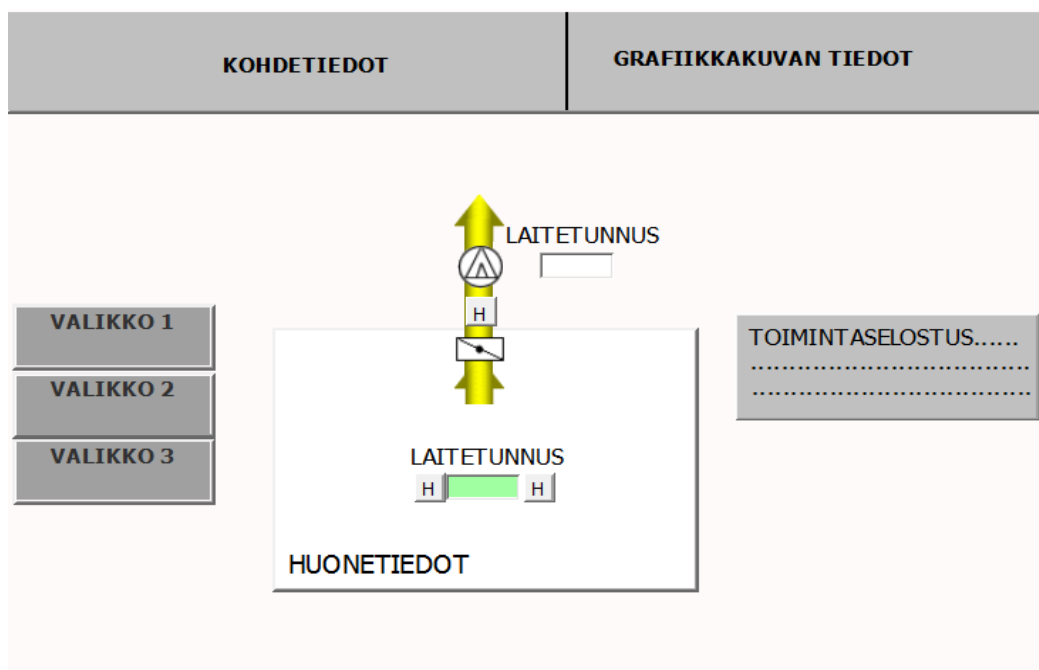 KOHDETIEDOT
GRAFIIKKAKUVAN TIEDOT
LAITETUNNUS
H
VALIKKO 1
VALIKKO 2
VALIKKO 3
TOIMINTASELOSTUS......
..................................
..................................
LAITETUNNUS
H H
HUONETIEDOT